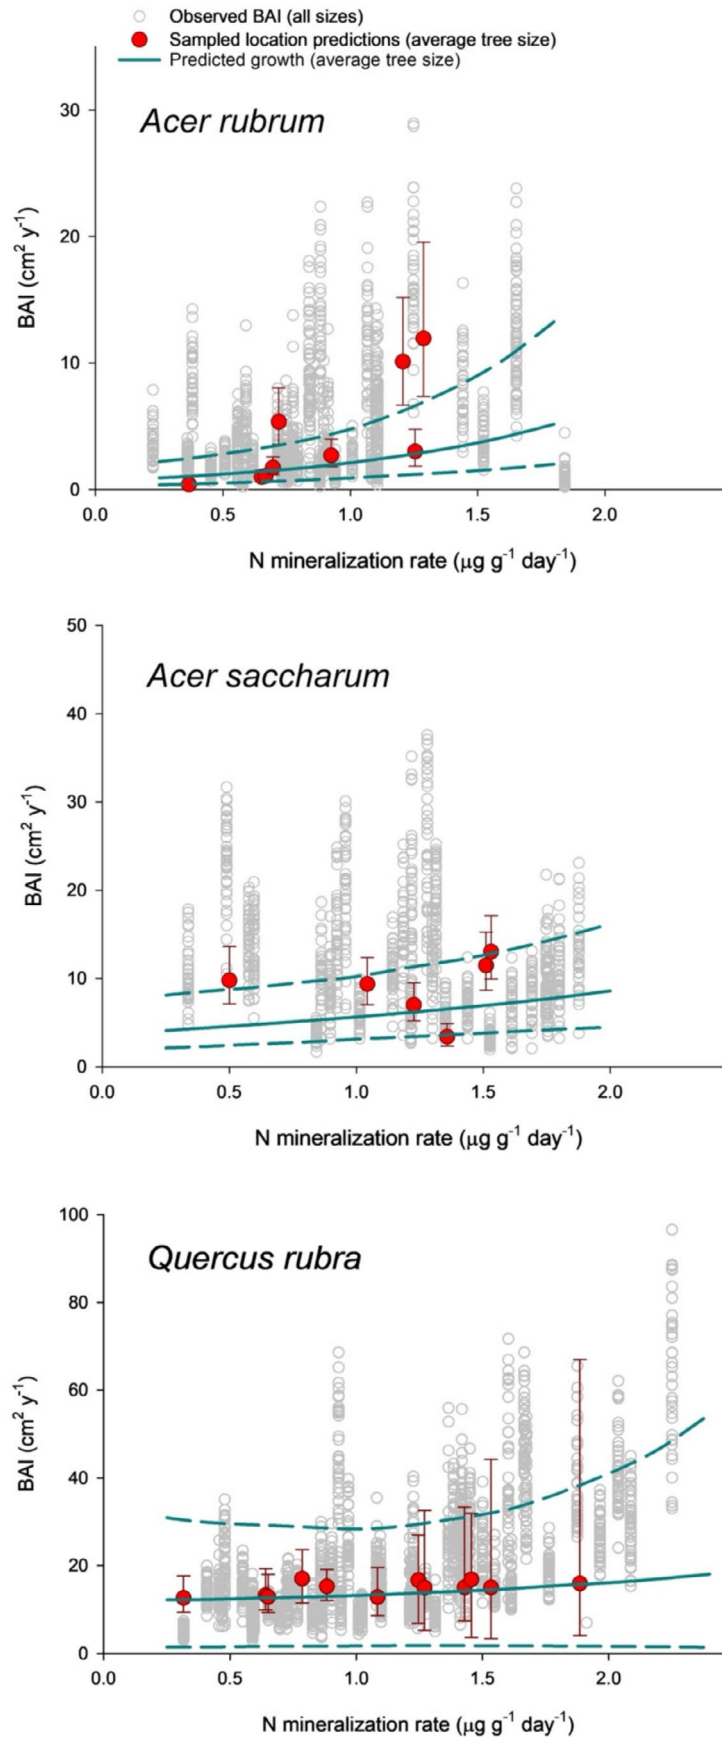 Observed BAI (all sizes)
Sampled location predictions (average tree size)
Predicted growth (average tree size)
Acer rubrum
BAI (cm² y⁻¹)
30
20
10
0
0.0 0.5 1.0 1.5 2.0
N mineralization rate (μg g⁻¹ day⁻¹)
Acer saccharum
BAI (cm² y⁻¹)
50
40
30
20
10
0
0.0 0.5 1.0 1.5 2.0
N mineralization rate (μg g⁻¹ day⁻¹)
Quercus rubra
BAI (cm² y⁻¹)
100
80
60
40
20
0
0.0 0.5 1.0 1.5 2.0
N mineralization rate (μg g⁻¹ day⁻¹)